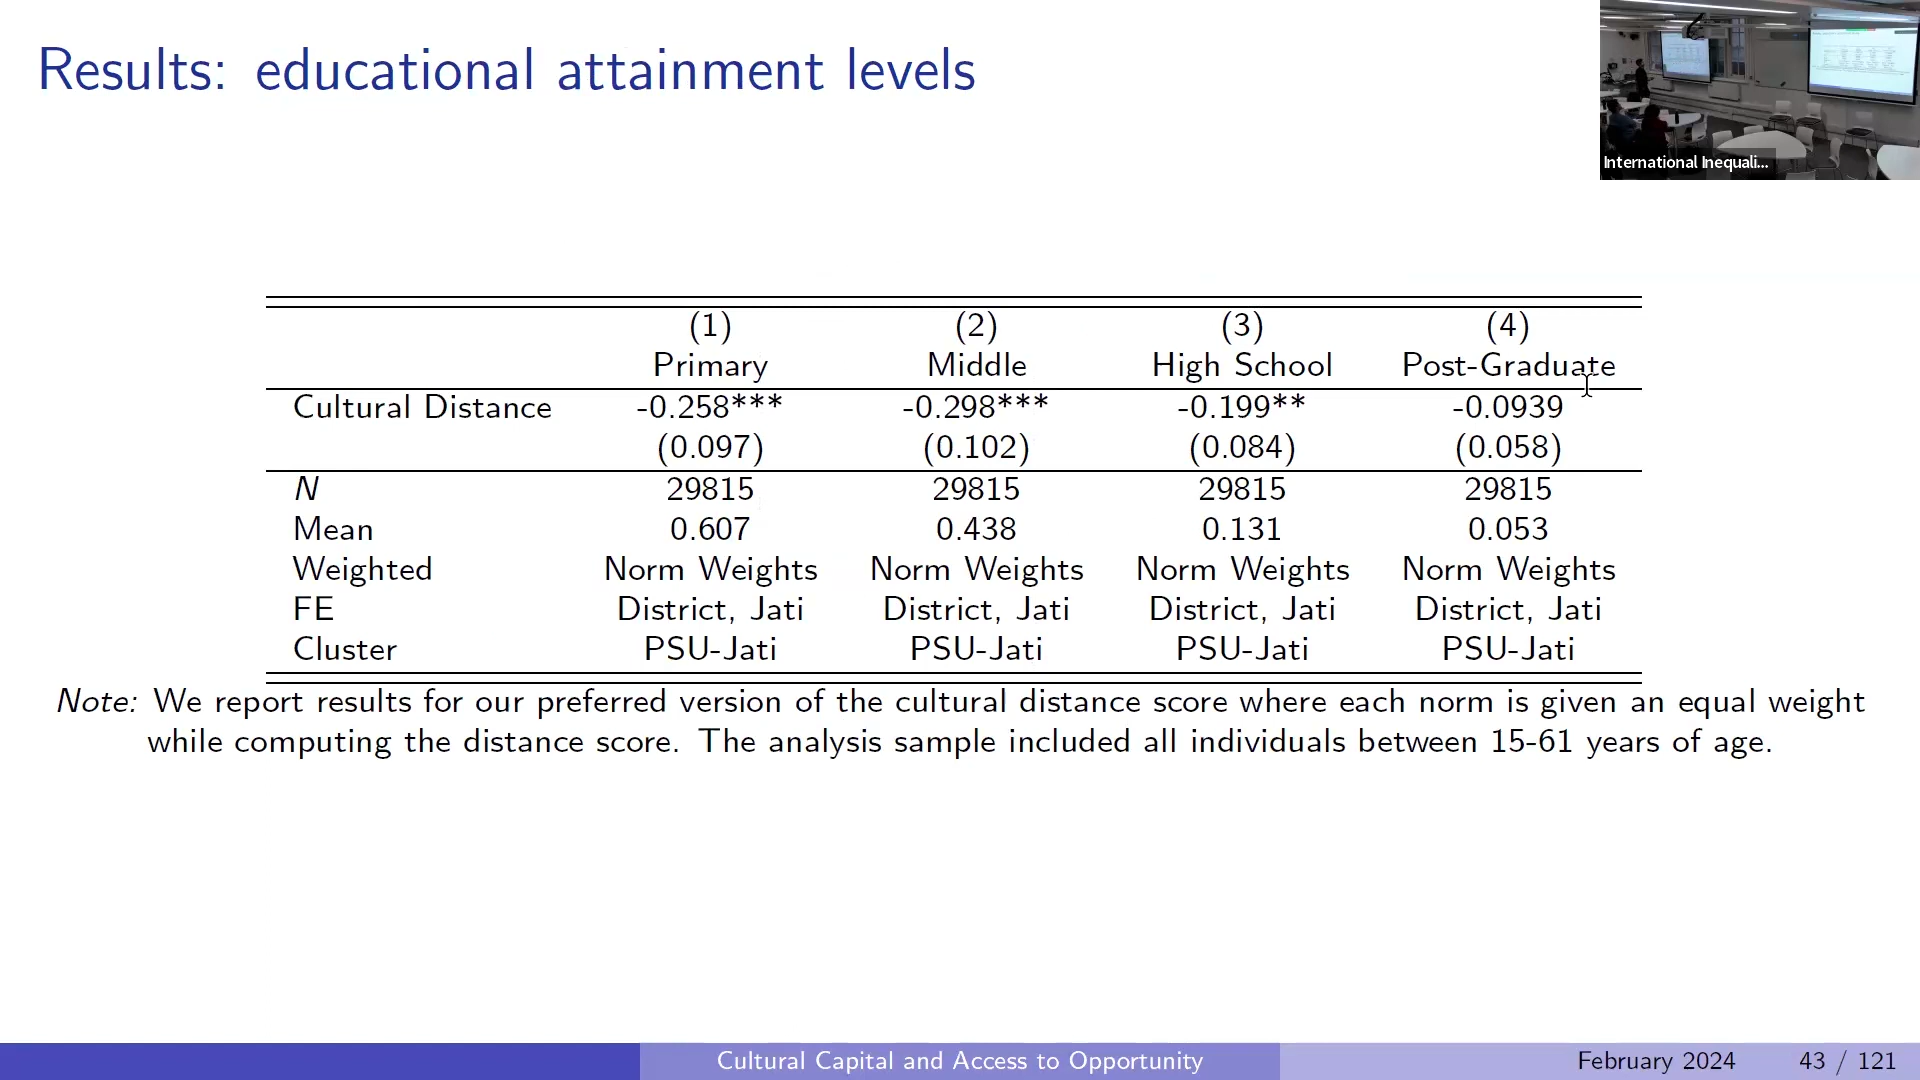 Results: educational attainment levels
International Inequali...
(1) (2) (3) (4)
Primary Middle High School Post-Graduate
Cultural Distance -0.258*** -0.298*** -0.199** -0.0939
(0.097) (0.102) (0.084) (0.058)
N 29815 29815 29815 29815
Mean 0.607 0.438 0.131 0.053
Weighted Norm Weights Norm Weights Norm Weights Norm Weights
FE District, Jati District, Jati District, Jati District, Jati
Cluster PSU-Jati PSU-Jati PSU-Jati PSU-Jati
Note: We report results for our preferred version of the cultural distance score where each norm is given an equal weight
while computing the distance score. The analysis sample included all individuals between 15-61 years of age.
Cultural Capital and Access to Opportunity February 2024 43 / 121